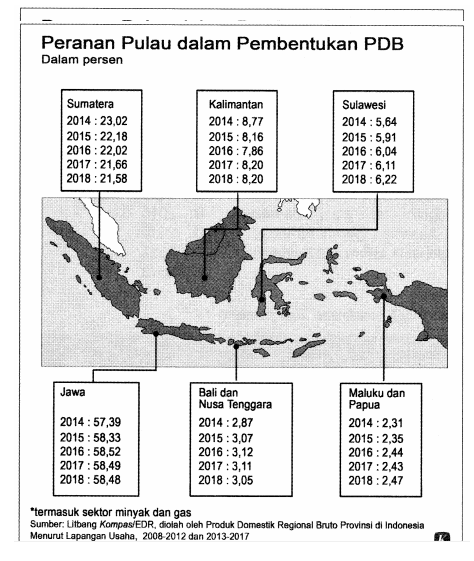 Peranan Pulau dalam Pembentukan PDB
Dalam persen
Sumatera
2014 : 23,02
2015 : 22,18
2016 : 22,02
2017 : 21,66
2018 : 21,58
Kalimantan
2014 : 8,77
2015 : 8,16
2016 : 7,86
2017 : 8,20
2018 : 8,20
Sulawesi
2014 : 5,64
2015 : 5,91
2016 : 6,04
2017 : 6,11
2018 : 6,22
Jawa
2014 : 57,39
2015 : 58,33
2016 : 58,52
2017 : 58,49
2018 : 58,48
Bali dan
Nusa Tenggara
2014 : 2,87
2015 : 3,07
2016 : 3,12
2017 : 3,11
2018 : 3,05
Maluku dan
Papua
2014 : 2,31
2015 : 2,35
2016 : 2,44
2017 : 2,43
2018 : 2,47
*termasuk sektor minyak dan gas
Sumber: Litbang Kompas/EDR, diolah oleh Produk Domestik Regional Bruto Provinsi di Indonesia
Menurut Lapangan Usaha, 2008-2012 dan 2013-2017